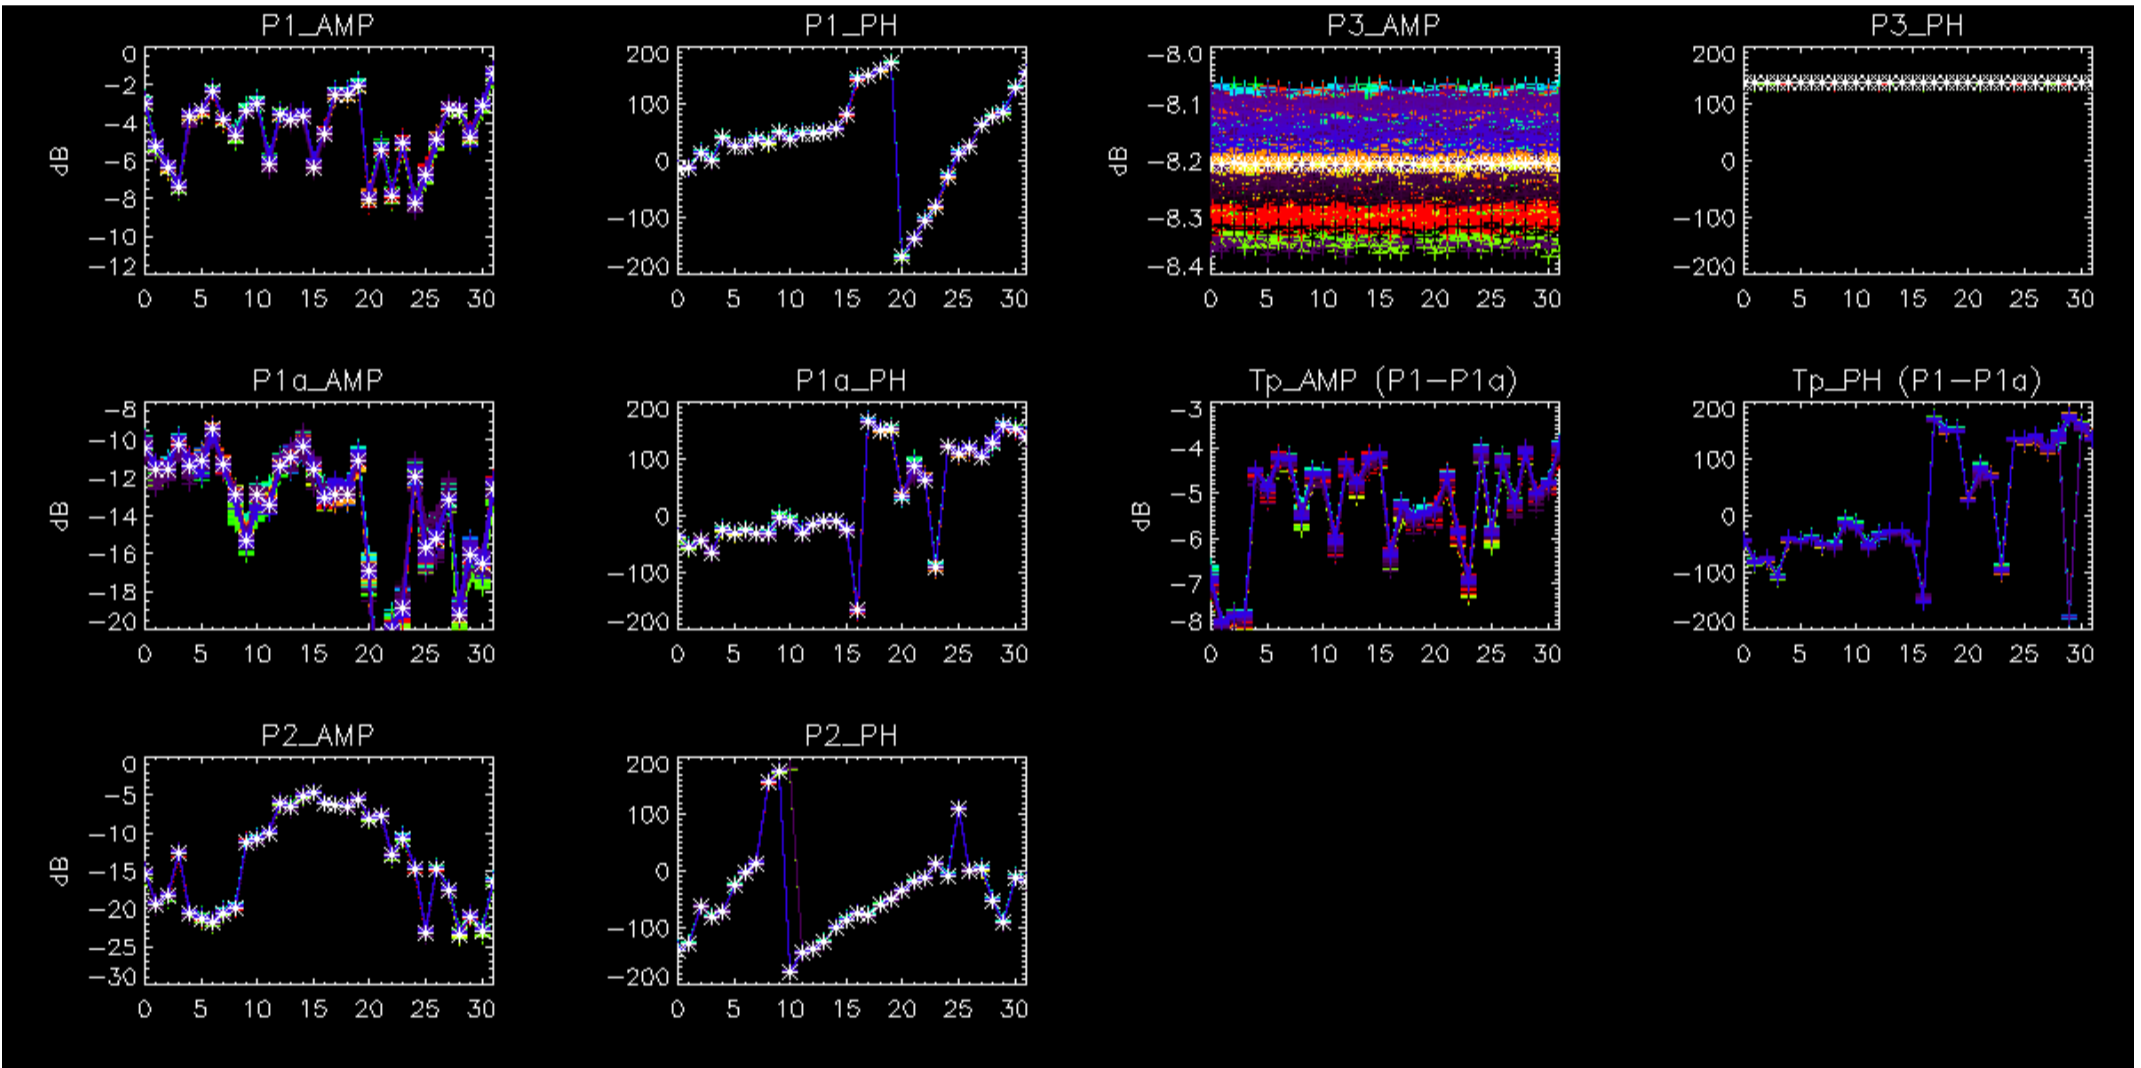 P1_AMP
dB
0
−2
−4
−6
−8
−10
−12
0 5 10 15 20 25 30
P1_PH
200
100
0
−100
−200
0 5 10 15 20 25 30
P3_AMP
dB
−8.0
−8.1
−8.2
−8.3
−8.4
0 5 10 15 20 25 30
P3_PH
200
100
0
−100
−200
0 5 10 15 20 25 30
P1a_AMP
dB
−8
−10
−12
−14
−16
−18
−20
0 5 10 15 20 25 30
P1a_PH
200
100
0
−100
−200
0 5 10 15 20 25 30
Tp_AMP (P1−P1a)
dB
−3
−4
−5
−6
−7
−8
0 5 10 15 20 25 30
Tp_PH (P1−P1a)
200
100
0
−100
−200
0 5 10 15 20 25 30
P2_AMP
dB
0
−5
−10
−15
−20
−25
−30
0 5 10 15 20 25 30
P2_PH
200
100
0
−100
−200
0 5 10 15 20 25 30